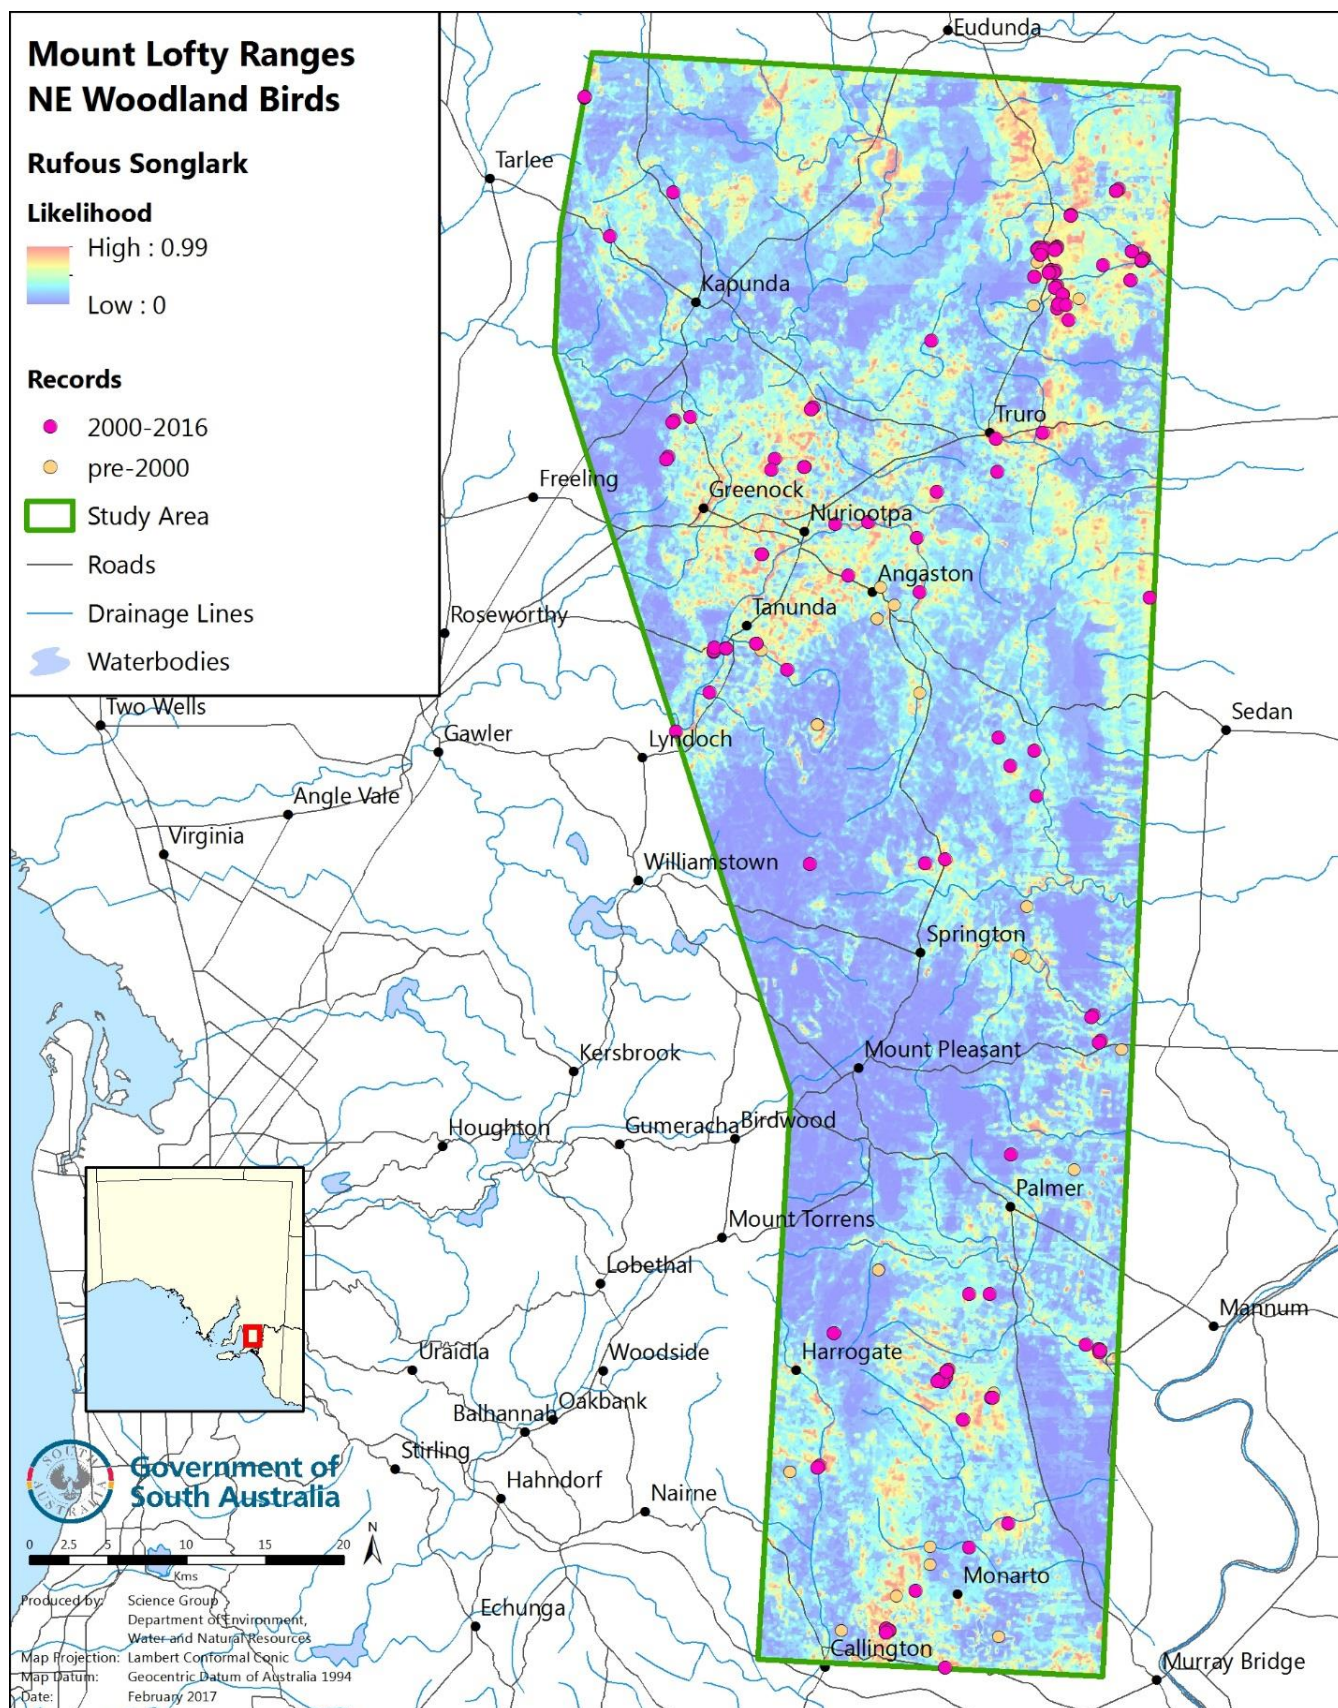 Mount Lofty Ranges
NE Woodland Birds
Rufous Songlark
Likelihood
High : 0.99
Low : 0
Records
2000-2016
pre-2000
Study Area
Roads
Drainage Lines
Waterbodies
Eudunda
Tarlee
Kapunda
Truro
Freeling
Greenock
Nuriootpa
Angaston
Tanunda
Roseworthy
Two Wells
Sedan
Gawler
Lyndoch
Angle Vale
Virginia
Williamstown
Springton
Kersbrook
Mount Pleasant
Houghton
Gumeracha
Birdwood
Palmer
Mount Torrens
Lobethal
Mannum
Uraidla
Woodside
Harrogate
Oakbank
Balhannah
Stirling
Hahndorf
Nairne
Monarto
Echunga
Callington
Murray Bridge
SOUTH
AUSTRALIA
Government of
South Australia
N
0 2.5 5 10 15 20
Kms
Produced by: Science Group
Department of Environment,
Water and Natural Resources
Map Projection: Lambert Conformal Conic
Map Datum: Geocentric Datum of Australia 1994
Date: February 2017